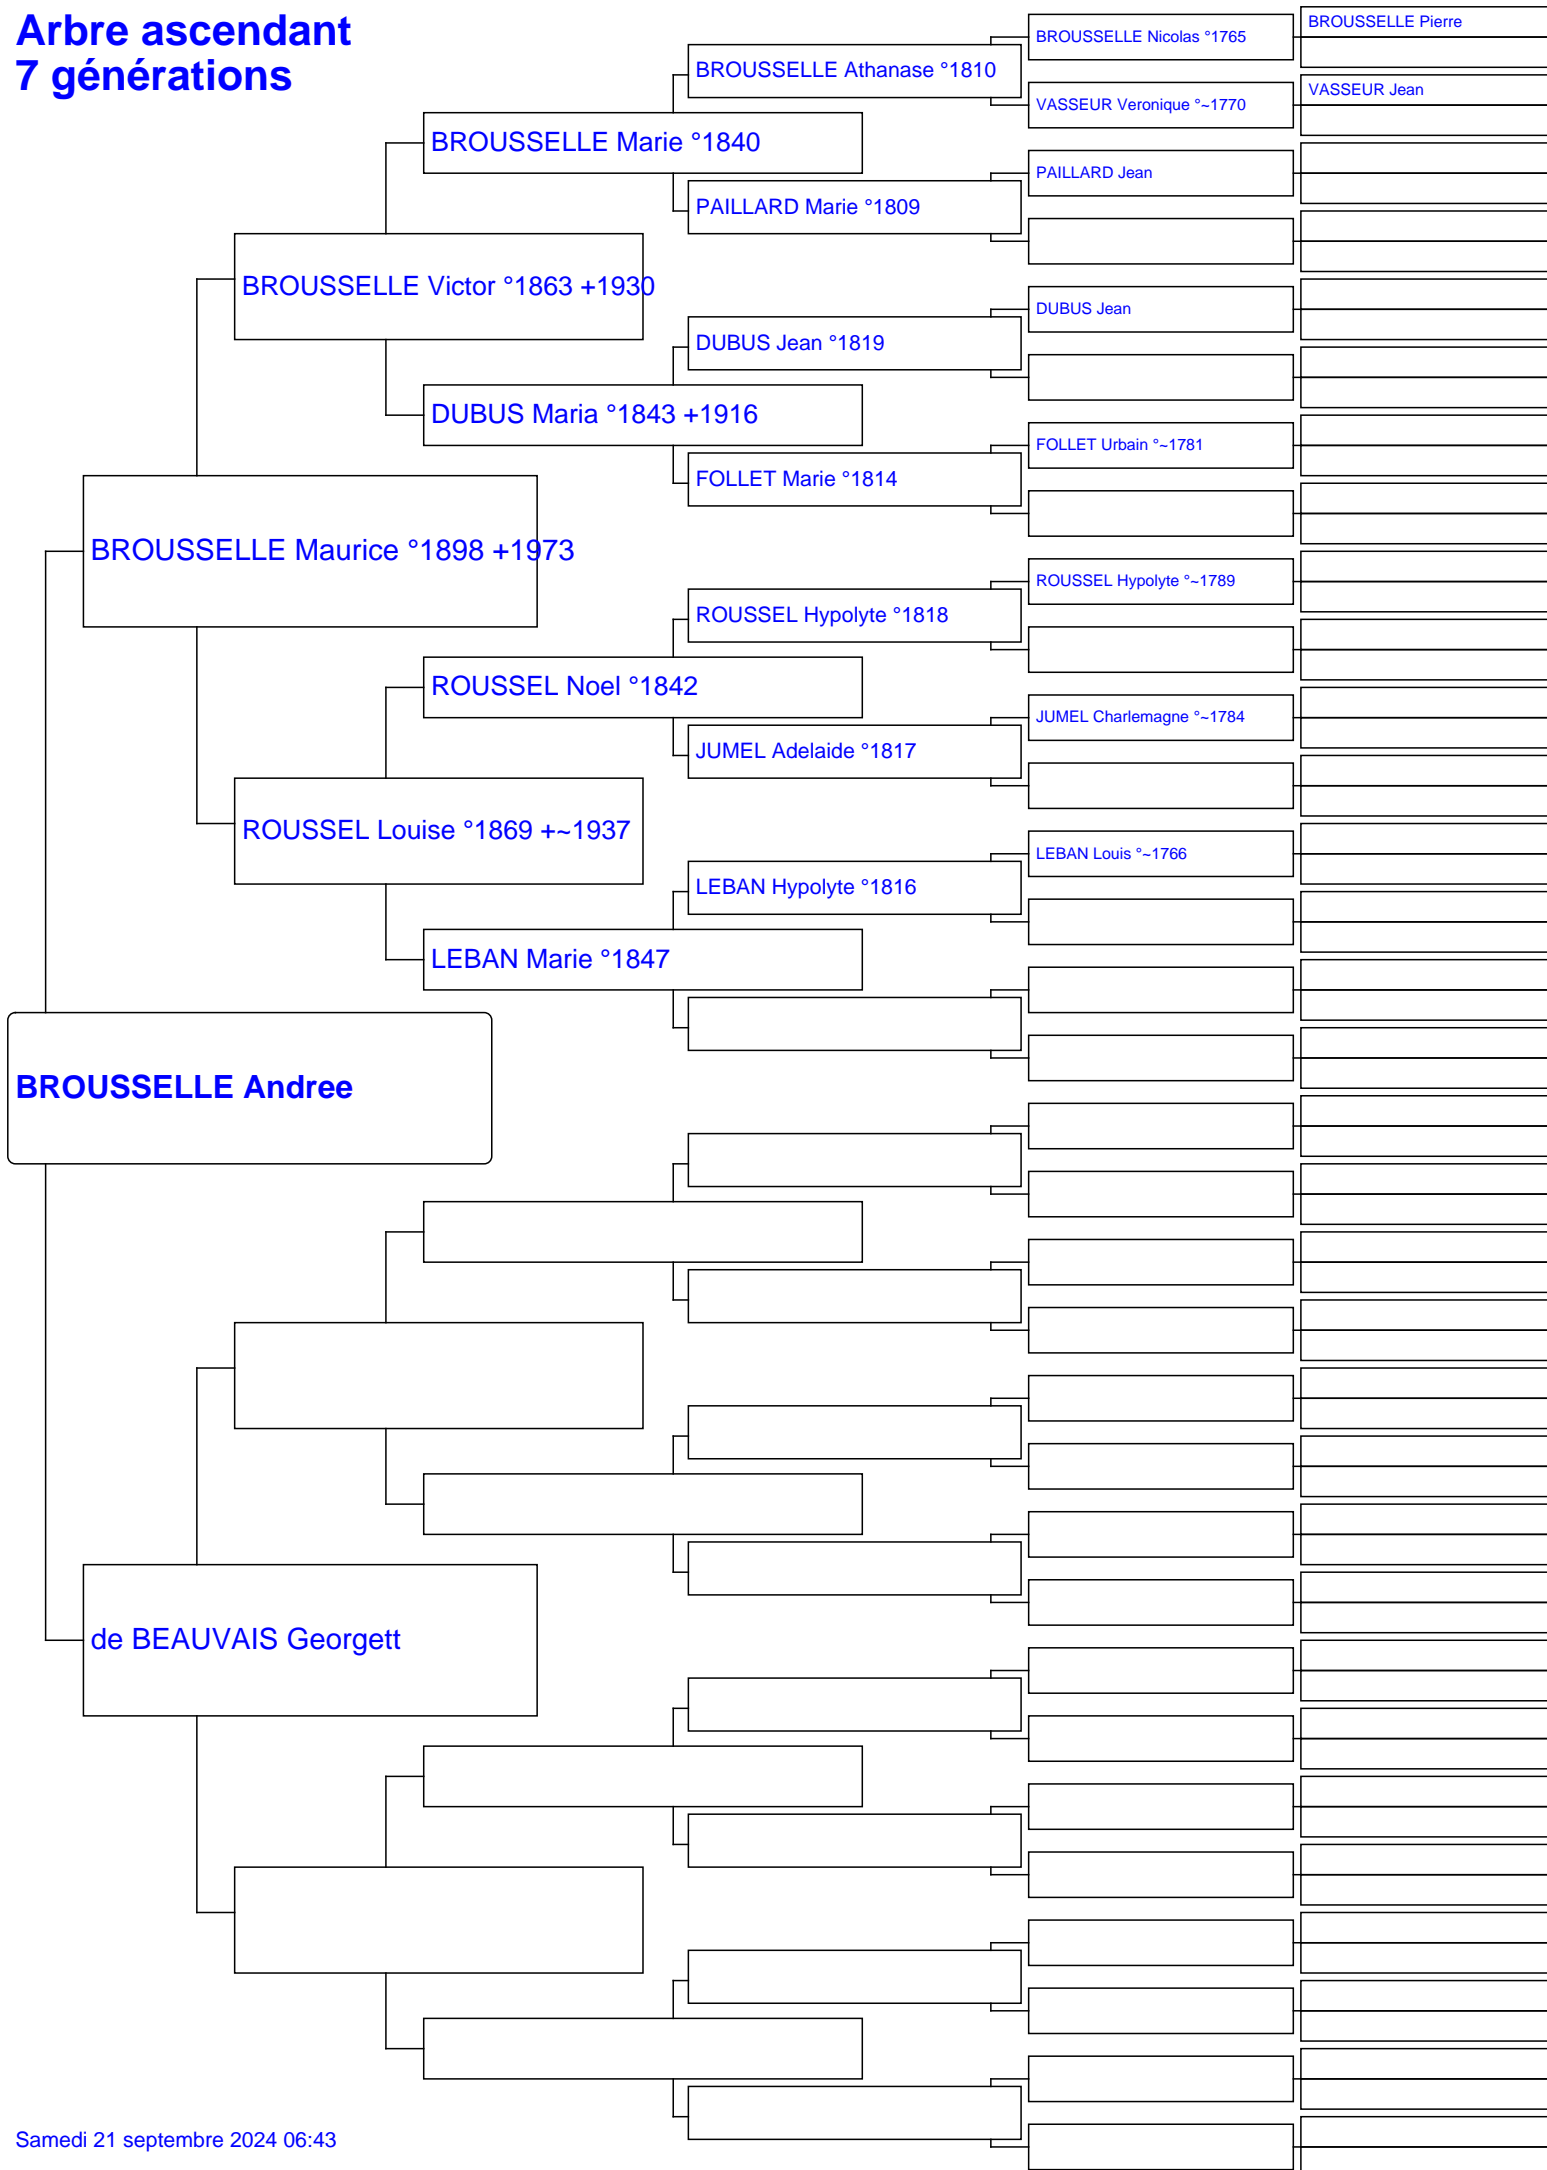 Arbre ascendant
7 générations
BROUSSELLE Pierre
BROUSSELLE Nicolas °1765
BROUSSELLE Athanase °1810
VASSEUR Jean
VASSEUR Veronique °~1770
BROUSSELLE Marie °1840
PAILLARD Jean
PAILLARD Marie °1809
BROUSSELLE Victor °1863 +1930
DUBUS Jean
DUBUS Jean °1819
DUBUS Maria °1843 +1916
FOLLET Urbain °~1781
FOLLET Marie °1814
BROUSSELLE Maurice °1898 +1973
ROUSSEL Hypolyte °~1789
ROUSSEL Hypolyte °1818
ROUSSEL Noel °1842
JUMEL Charlemagne °~1784
JUMEL Adelaide °1817
ROUSSEL Louise °1869 +~1937
LEBAN Louis °~1766
LEBAN Hypolyte °1816
LEBAN Marie °1847
BROUSSELLE Andree
de BEAUVAIS Georgett
Samedi 21 septembre 2024 06:43